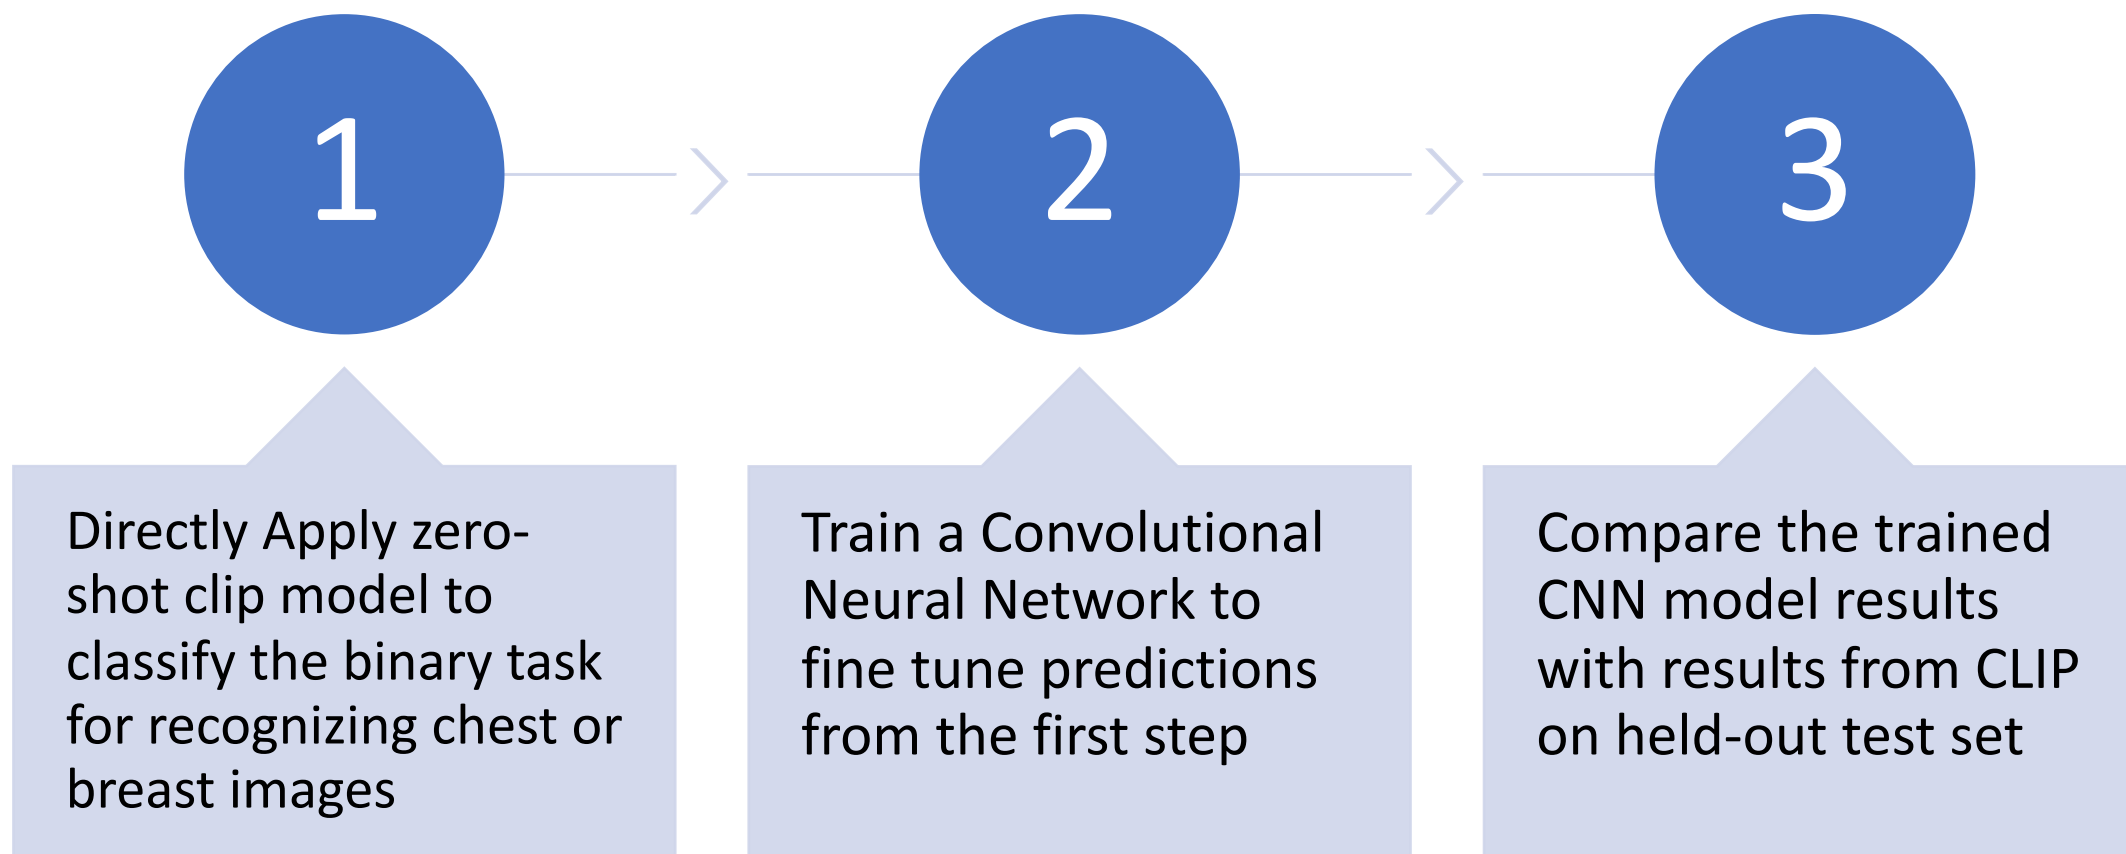 1
2
3
Directly Apply zero-
shot clip model to
classify the binary task
for recognizing chest or
breast images
Train a Convolutional
Neural Network to
fine tune predictions
from the first step
Compare the trained
CNN model results
with results from CLIP
on held-out test set